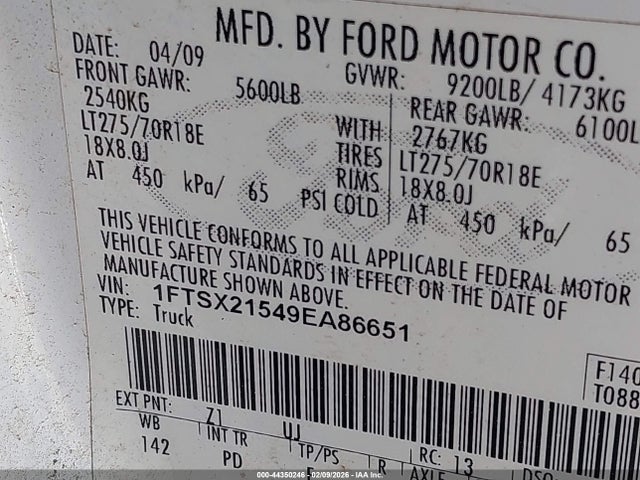 MFD. BY FORD MOTOR CO.
DATE: 04/09 GVWR: 9200LB/ 4173KG
FRONT GAWR: 5600LB REAR GAWR: 6100L
2540KG WITH 2767KG
LT275/70R18E TIRES LT275/70R18E
18X8.0J RIMS 18X8.0J
AT 450 kPa/ 65 PSI COLD AT 450 kPa/ 65
THIS VEHICLE CONFORMS TO ALL APPLICABLE FEDERAL MOTOR
VEHICLE SAFETY STANDARDS IN EFFECT ON THE DATE OF
MANUFACTURE SHOWN ABOVE.
VIN: 1FTSX21549EA86651
TYPE: Truck
F140
T088
EXT PNT: Z1 UJ RC: 13
WB INT TR TP/PS R AXLE
142 PD
000-44350246 - 02/09/2026 - IAA Inc.